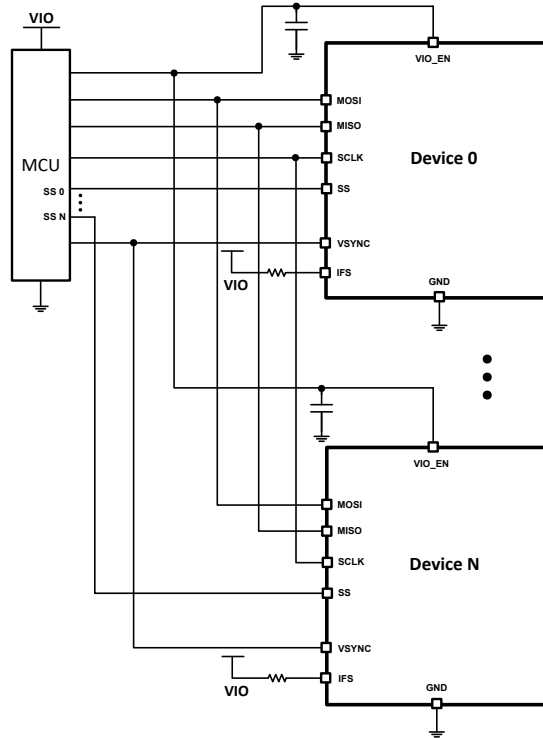 VIO
VIO_EN
MOSI
MISO
MCU
SCLK
Device 0
SS 0
SS
SS N
VSYNC
VIO
IFS
GND
VIO_EN
MOSI
MISO
SCLK
Device N
SS
VSYNC
VIO
IFS
GND